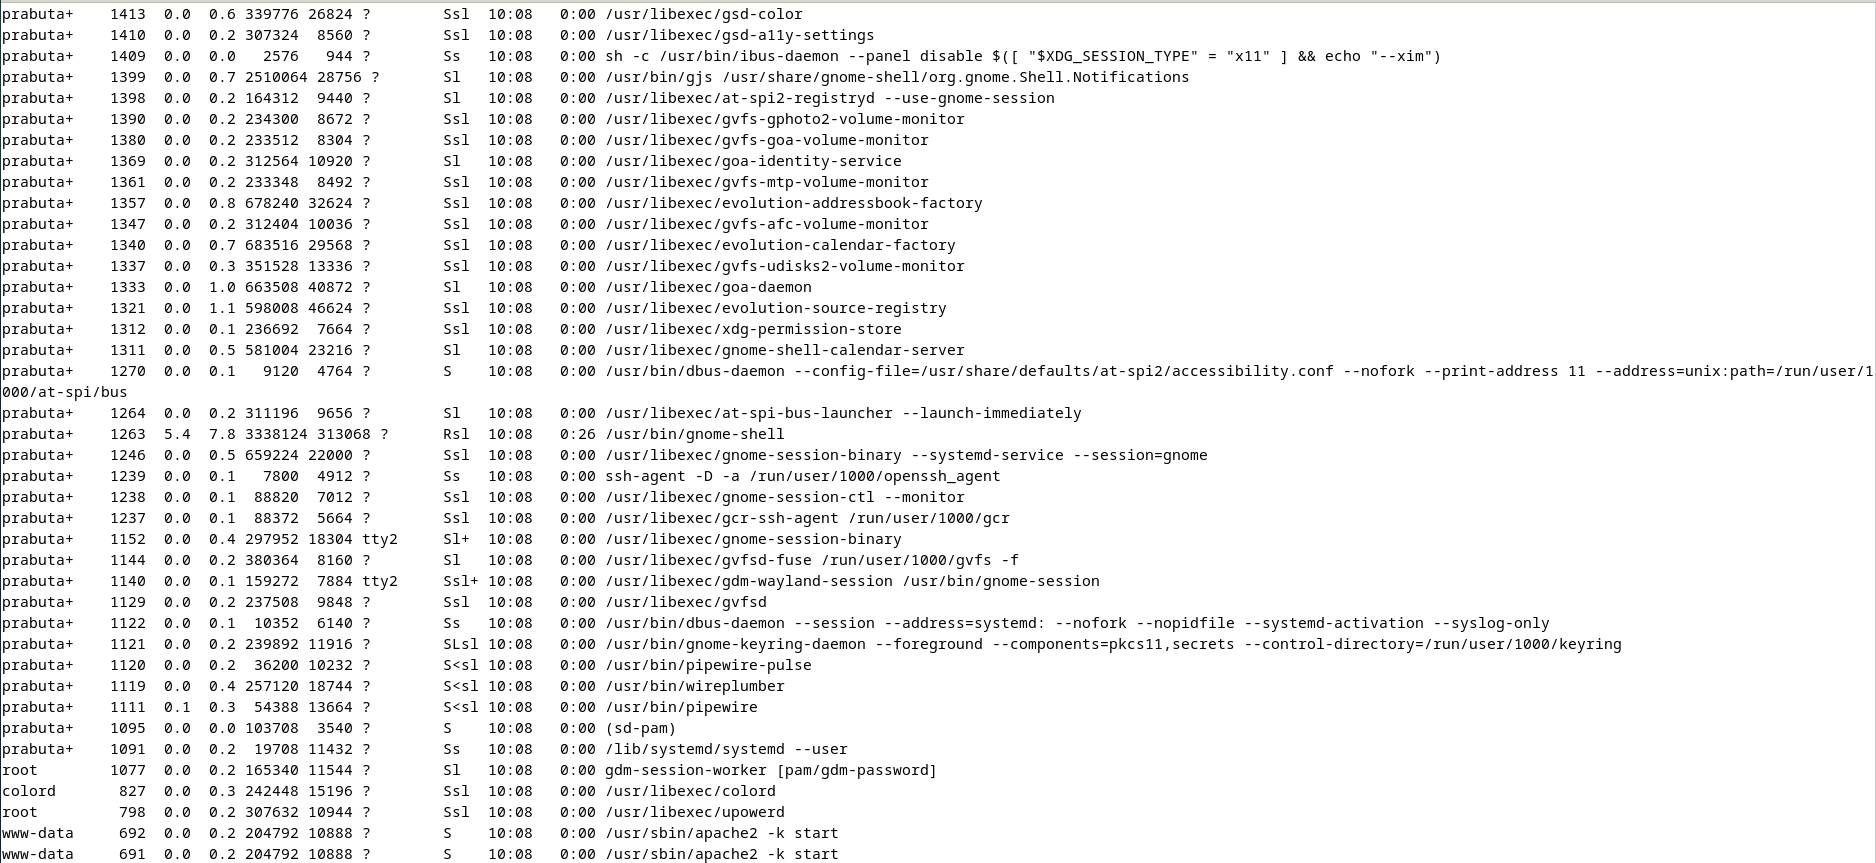 prabuta+    1413  0.0  0.6 339776 26824 ?        Ssl  10:08   0:00 /usr/libexec/gsd-color
prabuta+    1410  0.0  0.2 307324  8560 ?        Ssl  10:08   0:00 /usr/libexec/gsd-a11y-settings
prabuta+    1409  0.0  0.0   2576   944 ?        Ss   10:08   0:00 sh -c /usr/bin/ibus-daemon --panel disable $([ "$XDG_SESSION_TYPE" = "x11" ] && echo "--xim")
prabuta+    1399  0.0  0.7 2510064 28756 ?       Sl   10:08   0:00 /usr/bin/gjs /usr/share/gnome-shell/org.gnome.Shell.Notifications
prabuta+    1398  0.0  0.2 164312  9440 ?        Sl   10:08   0:00 /usr/libexec/at-spi2-registryd --use-gnome-session
prabuta+    1390  0.0  0.2 234300  8672 ?        Ssl  10:08   0:00 /usr/libexec/gvfs-gphoto2-volume-monitor
prabuta+    1380  0.0  0.2 233512  8304 ?        Ssl  10:08   0:00 /usr/libexec/gvfs-goa-volume-monitor
prabuta+    1369  0.0  0.2 312564 10920 ?        Sl   10:08   0:00 /usr/libexec/goa-identity-service
prabuta+    1361  0.0  0.2 233348  8492 ?        Ssl  10:08   0:00 /usr/libexec/gvfs-mtp-volume-monitor
prabuta+    1357  0.0  0.8 678240 32624 ?        Ssl  10:08   0:00 /usr/libexec/evolution-addressbook-factory
prabuta+    1347  0.0  0.2 312404 10036 ?        Ssl  10:08   0:00 /usr/libexec/gvfs-afc-volume-monitor
prabuta+    1340  0.0  0.7 683516 29568 ?        Ssl  10:08   0:00 /usr/libexec/evolution-calendar-factory
prabuta+    1337  0.0  0.3 351528 13336 ?        Ssl  10:08   0:00 /usr/libexec/gvfs-udisks2-volume-monitor
prabuta+    1333  0.0  1.0 663508 40872 ?        Sl   10:08   0:00 /usr/libexec/goa-daemon
prabuta+    1321  0.0  1.1 598008 46624 ?        Ssl  10:08   0:00 /usr/libexec/evolution-source-registry
prabuta+    1312  0.0  0.1 236692  7664 ?        Ssl  10:08   0:00 /usr/libexec/xdg-permission-store
prabuta+    1311  0.0  0.5 581004 23216 ?        Sl   10:08   0:00 /usr/libexec/gnome-shell-calendar-server
prabuta+    1270  0.0  0.1   9120  4764 ?        S    10:08   0:00 /usr/bin/dbus-daemon --config-file=/usr/share/defaults/at-spi2/accessibility.conf --nofork --print-address 11 --address=unix:path=/run/user/1
000/at-spi/bus
prabuta+    1264  0.0  0.2 311196  9656 ?        Sl   10:08   0:00 /usr/libexec/at-spi-bus-launcher --launch-immediately
prabuta+    1263  5.4  7.8 3338124 313068 ?      Rsl  10:08   0:26 /usr/bin/gnome-shell
prabuta+    1246  0.0  0.5 659224 22000 ?        Ssl  10:08   0:00 /usr/libexec/gnome-session-binary --systemd-service --session=gnome
prabuta+    1239  0.0  0.1   7800  4912 ?        Ss   10:08   0:00 ssh-agent -D -a /run/user/1000/openssh_agent
prabuta+    1238  0.0  0.1  88820  7012 ?        Ssl  10:08   0:00 /usr/libexec/gnome-session-ctl --monitor
prabuta+    1237  0.0  0.1  88372  5664 ?        Ssl  10:08   0:00 /usr/libexec/gcr-ssh-agent /run/user/1000/gcr
prabuta+    1152  0.0  0.4 297952 18304 tty2     Sl+  10:08   0:00 /usr/libexec/gnome-session-binary
prabuta+    1144  0.0  0.2 380364  8160 ?        Sl   10:08   0:00 /usr/libexec/gvfsd-fuse /run/user/1000/gvfs -f
prabuta+    1140  0.0  0.1 159272  7884 tty2     Ssl+ 10:08   0:00 /usr/libexec/gdm-wayland-session /usr/bin/gnome-session
prabuta+    1129  0.0  0.2 237508  9848 ?        Ssl  10:08   0:00 /usr/libexec/gvfsd
prabuta+    1122  0.0  0.1  10352  6140 ?        Ss   10:08   0:00 /usr/bin/dbus-daemon --session --address=systemd: --nofork --nopidfile --systemd-activation --syslog-only
prabuta+    1121  0.0  0.2 239892 11916 ?        SLsl 10:08   0:00 /usr/bin/gnome-keyring-daemon --foreground --components=pkcs11,secrets --control-directory=/run/user/1000/keyring
prabuta+    1120  0.0  0.2  36200 10232 ?        S<sl 10:08   0:00 /usr/bin/pipewire-pulse
prabuta+    1119  0.0  0.4 257120 18744 ?        S<sl 10:08   0:00 /usr/bin/wireplumber
prabuta+    1111  0.1  0.3  54388 13664 ?        S<sl 10:08   0:00 /usr/bin/pipewire
prabuta+    1095  0.0  0.0 103708  3540 ?        S    10:08   0:00 (sd-pam)
prabuta+    1091  0.0  0.2  19708 11432 ?        Ss   10:08   0:00 /lib/systemd/systemd --user
root        1077  0.0  0.2 165340 11544 ?        Sl   10:08   0:00 gdm-session-worker [pam/gdm-password]
colord       827  0.0  0.3 242448 15196 ?        Ssl  10:08   0:00 /usr/libexec/colord
root         798  0.0  0.2 307632 10944 ?        Ssl  10:08   0:00 /usr/libexec/upowerd
www-data     692  0.0  0.2 204792 10888 ?        S    10:08   0:00 /usr/sbin/apache2 -k start
www-data     691  0.0  0.2 204792 10888 ?        S    10:08   0:00 /usr/sbin/apache2 -k start